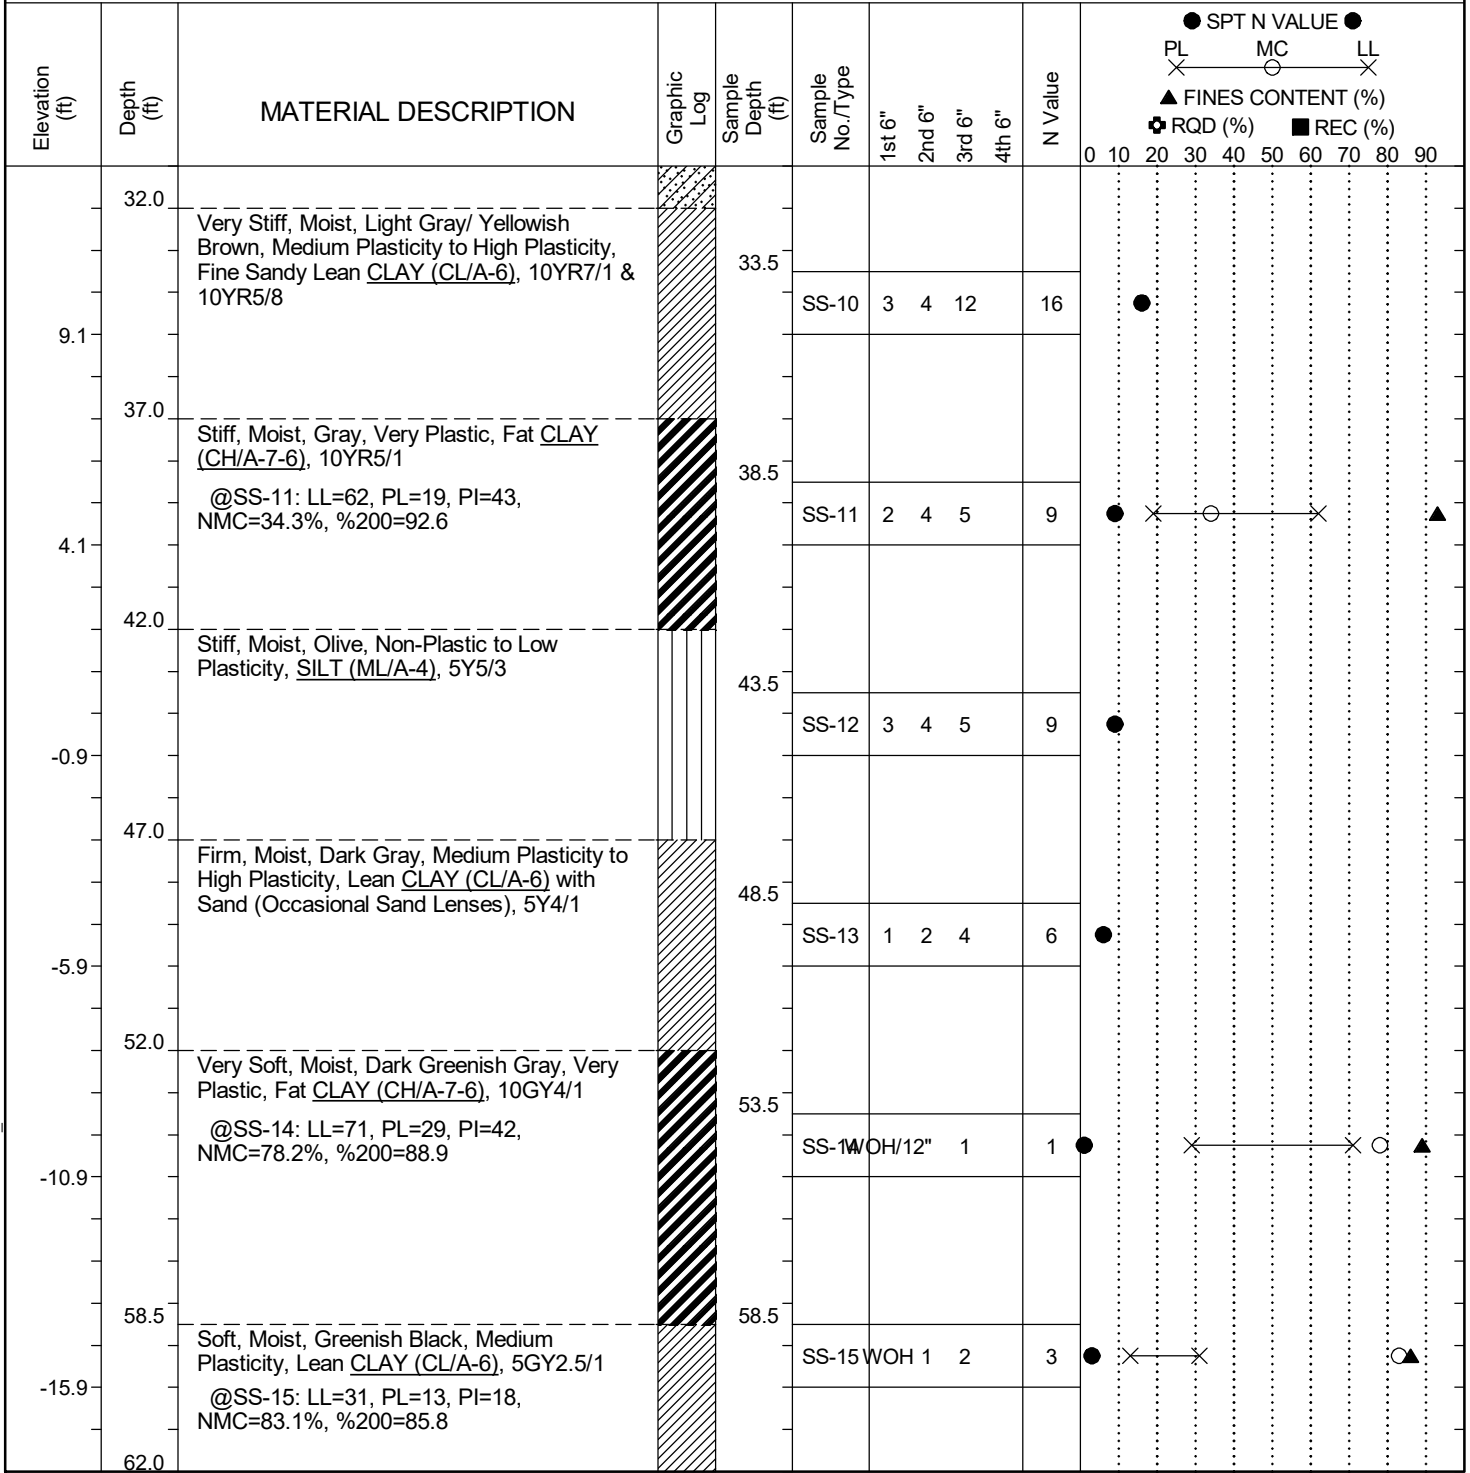 ● SPT N VALUE ●
PL MC LL
▲ FINES CONTENT (%)
RQD (%) ■ REC (%)
Elevation (ft)
Depth (ft)
MATERIAL DESCRIPTION
Graphic Log
Sample Depth (ft)
Sample No./Type
1st 6"
2nd 6"
3rd 6"
4th 6"
N Value
0 10 20 30 40 50 60 70 80 90
32.0
Very Stiff, Moist, Light Gray/ Yellowish
Brown, Medium Plasticity to High Plasticity,
Fine Sandy Lean CLAY (CL/A-6), 10YR7/1 &
10YR5/8
33.5
SS-10 3 4 12 16
9.1
37.0
Stiff, Moist, Gray, Very Plastic, Fat CLAY
(CH/A-7-6), 10YR5/1
38.5
@SS-11: LL=62, PL=19, PI=43,
NMC=34.3%, %200=92.6
SS-11 2 4 5 9
4.1
42.0
Stiff, Moist, Olive, Non-Plastic to Low
Plasticity, SILT (ML/A-4), 5Y5/3
43.5
SS-12 3 4 5 9
-0.9
47.0
Firm, Moist, Dark Gray, Medium Plasticity to
High Plasticity, Lean CLAY (CL/A-6) with
Sand (Occasional Sand Lenses), 5Y4/1
48.5
SS-13 1 2 4 6
-5.9
52.0
Very Soft, Moist, Dark Greenish Gray, Very
Plastic, Fat CLAY (CH/A-7-6), 10GY4/1
53.5
@SS-14: LL=71, PL=29, PI=42,
NMC=78.2%, %200=88.9
SS-14 WOH/12" 1 1
-10.9
58.5
58.5
Soft, Moist, Greenish Black, Medium
Plasticity, Lean CLAY (CL/A-6), 5GY2.5/1
SS-15 WOH 1 2 3
-15.9
@SS-15: LL=31, PL=13, PI=18,
NMC=83.1%, %200=85.8
62.0